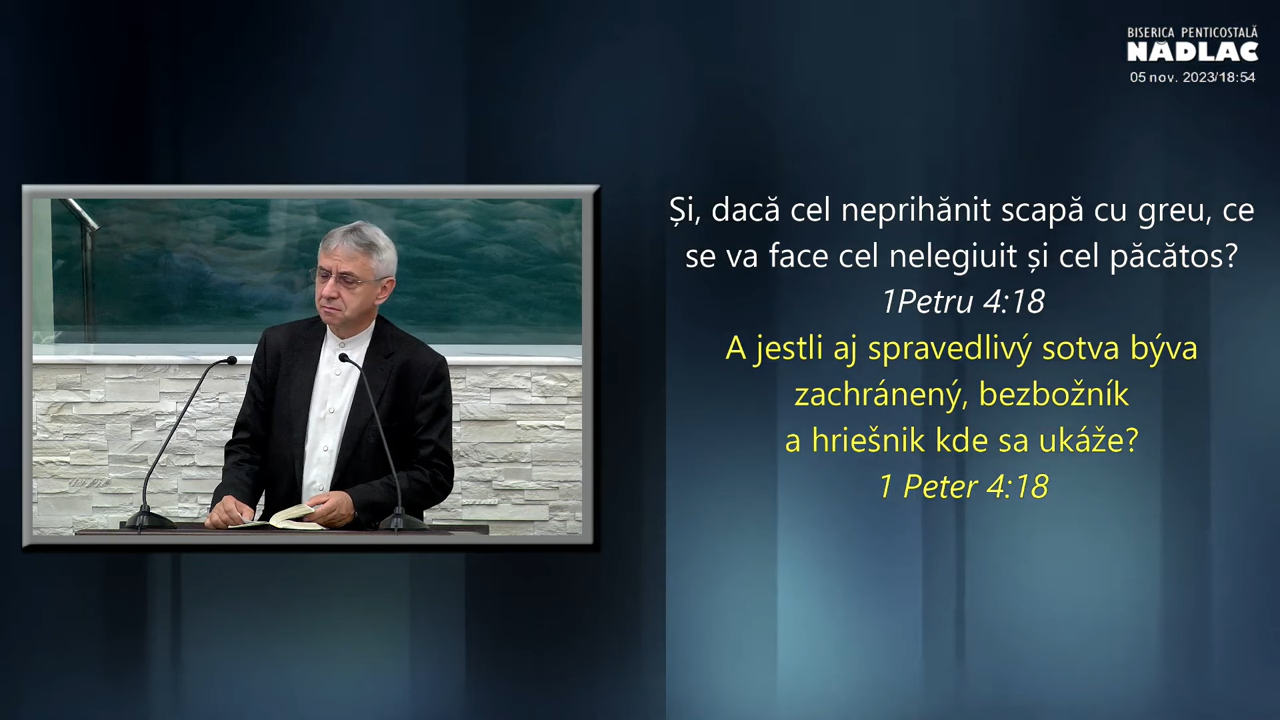 BISERICA PENTICOSTALĂ
NĂDLAC
05 nov. 2023/18:54
Și, dacă cel neprihănit scapă cu greu, ce
se va face cel nelegiuit și cel păcătos?
1Petru 4:18
A jestli aj spravedlivý sotva býva
zachránený, bezbožník
a hriešnik kde sa ukáže?
1 Peter 4:18